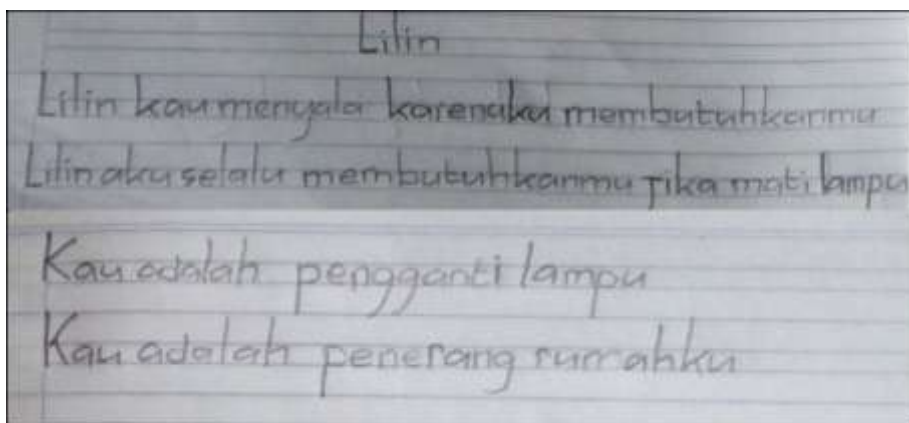 Lilin
Lilin kau menyala karenaku membutuhkanmu
Lilin aku selalu membutuhkanmu jika mati lampu
Kau adalah pengganti lampu
Kau adalah penerang rumahku